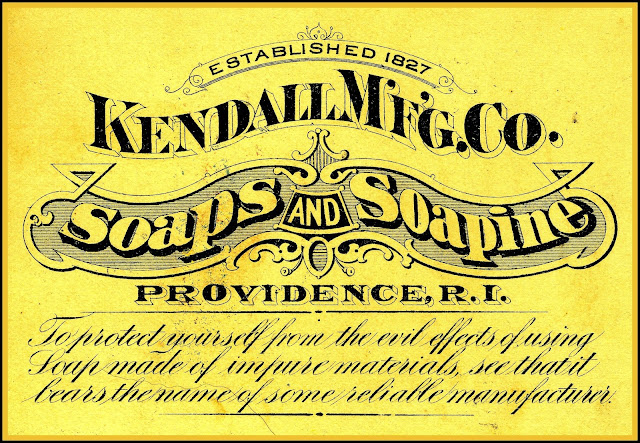 ESTABLISHED 1827
KENDALL M'F'G. CO.
Soaps AND Soapine
PROVIDENCE, R.I.
To protect yourself from the evil effects of using
Soap made of impure materials, see that it
bears the name of some reliable manufacturer.